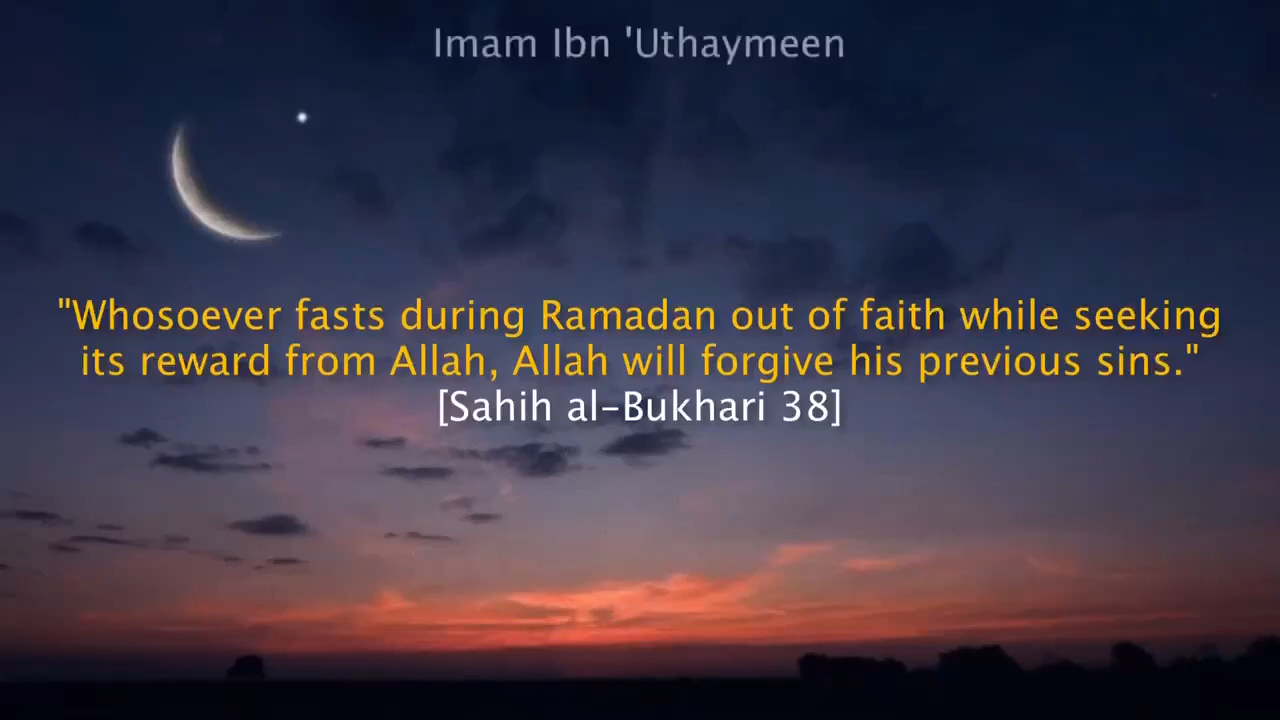 Imam Ibn 'Uthaymeen
"Whosoever fasts during Ramadan out of faith while seeking
its reward from Allah, Allah will forgive his previous sins."
[Sahih al-Bukhari 38]